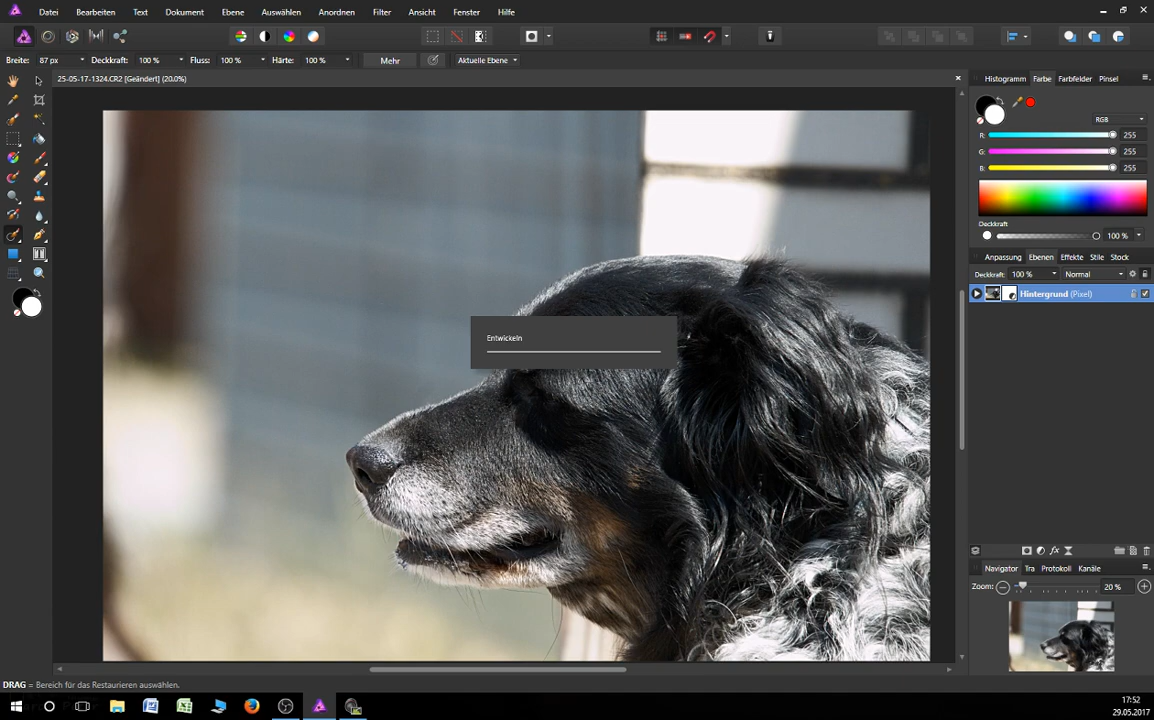 Datei Bearbeiten Text Dokument Ebene Auswählen Anordnen Filter Ansicht Fenster Hilfe
Breite: 87 px Deckkraft: 100 % Fluss: 100 % Härte: 100 % Mehr Aktuelle Ebene
25-05-17-1324.CR2 [Geändert] (20.0%)
Histogramm Farbe Farbfelder Pinsel
RGB
R: 255
G: 255
B: 255
Deckkraft
100 %
Anpassung Ebenen Effekte Stile Stock
Deckkraft: 100 % Normal
Hintergrund (Pixel)
Entwickeln
fx
Navigator Tra Protokoll Kanäle
Zoom: 20 %
DRAG = Bereich für das Restaurieren auswählen.
17:52
29.05.2017